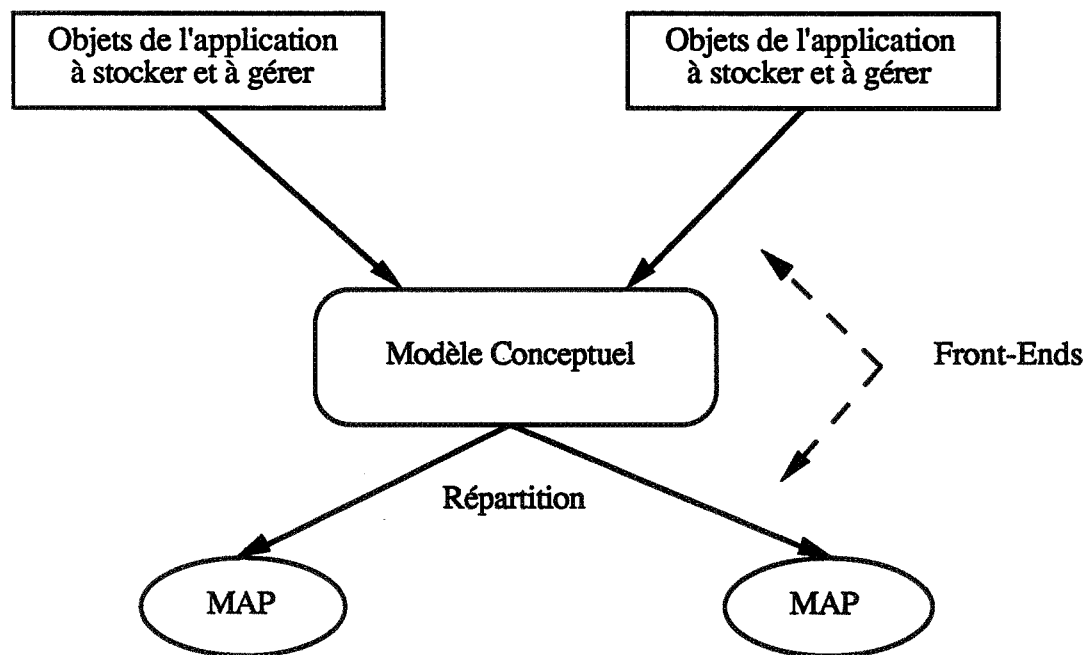 Objets de l'application
à stocker et à gérer
Objets de l'application
à stocker et à gérer
Modèle Conceptuel
Front-Ends
Répartition
MAP
MAP